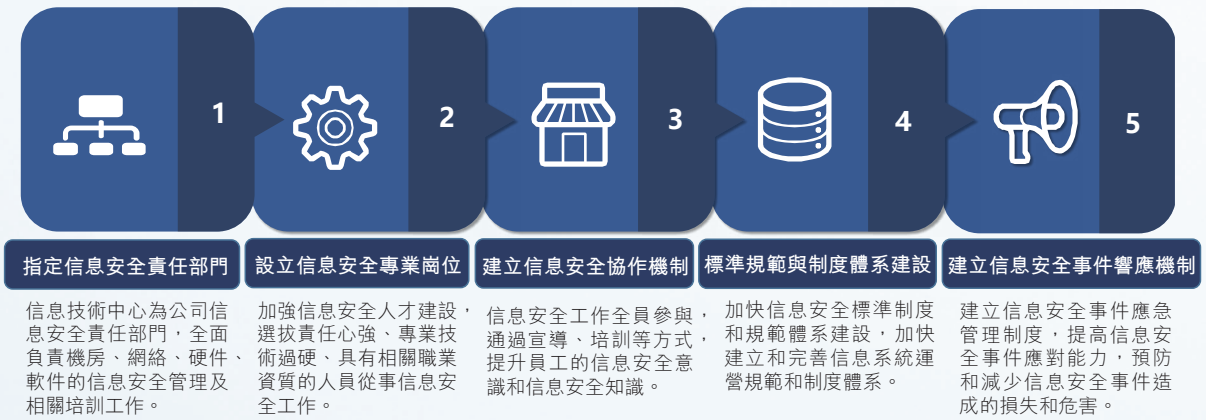 1
2
3
4
5
指定信息安全責任部門
信息技術中心為公司信
息安全責任部門，全面
負責機房、網絡、硬件、
軟件的信息安全管理及
相關培訓工作。
設立信息安全專業崗位
加強信息安全人才建設，
選拔責任心強、專業技
術過硬、具有相關職業
資質的人員從事信息安
全工作。
建立信息安全協作機制
信息安全工作全員參與，
通過宣導、培訓等方式，
提升員工的信息安全意
識和信息安全知識。
標準規範與制度體系建設
加快信息安全標準制度
和規範體系建設，加快
建立和完善信息系統運
營規範和制度體系。
建立信息安全事件響應機制
建立信息安全事件應急
管理制度，提高信息安
全事件應對能力，預防
和減少信息安全事件造
成的損失和危害。